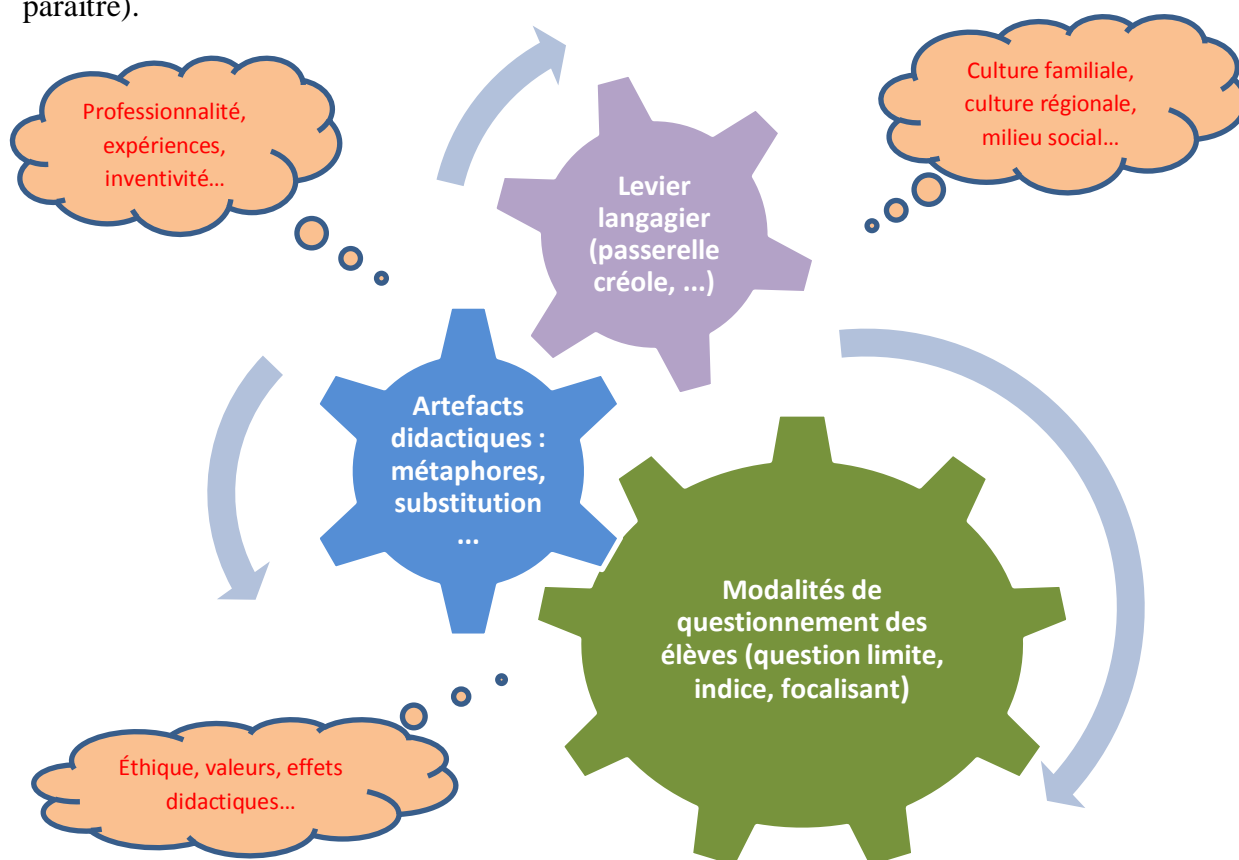 paraître).
Professionnalité,
expériences,
inventivité…
Culture familiale,
culture régionale,
milieu social…
Levier
langagier
(passerelle
créole, ...)
Artefacts
didactiques :
métaphores,
substitution
...
Modalités de
questionnement des
élèves (question limite,
indice, focalisant)
Éthique, valeurs, effets
didactiques…